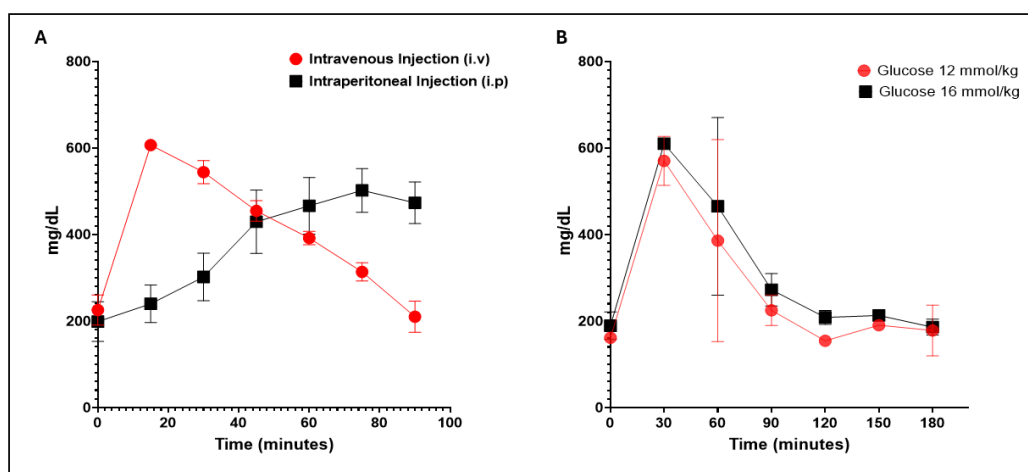 A
Intravenous Injection (i.v)
Intraperitoneal Injection (i.p)
800
600
400
200
0
mg/dL
0 20 40 60 80 100
Time (minutes)
B
Glucose 12 mmol/kg
Glucose 16 mmol/kg
800
600
400
200
0
mg/dL
0 30 60 90 120 150 180
Time (minutes)